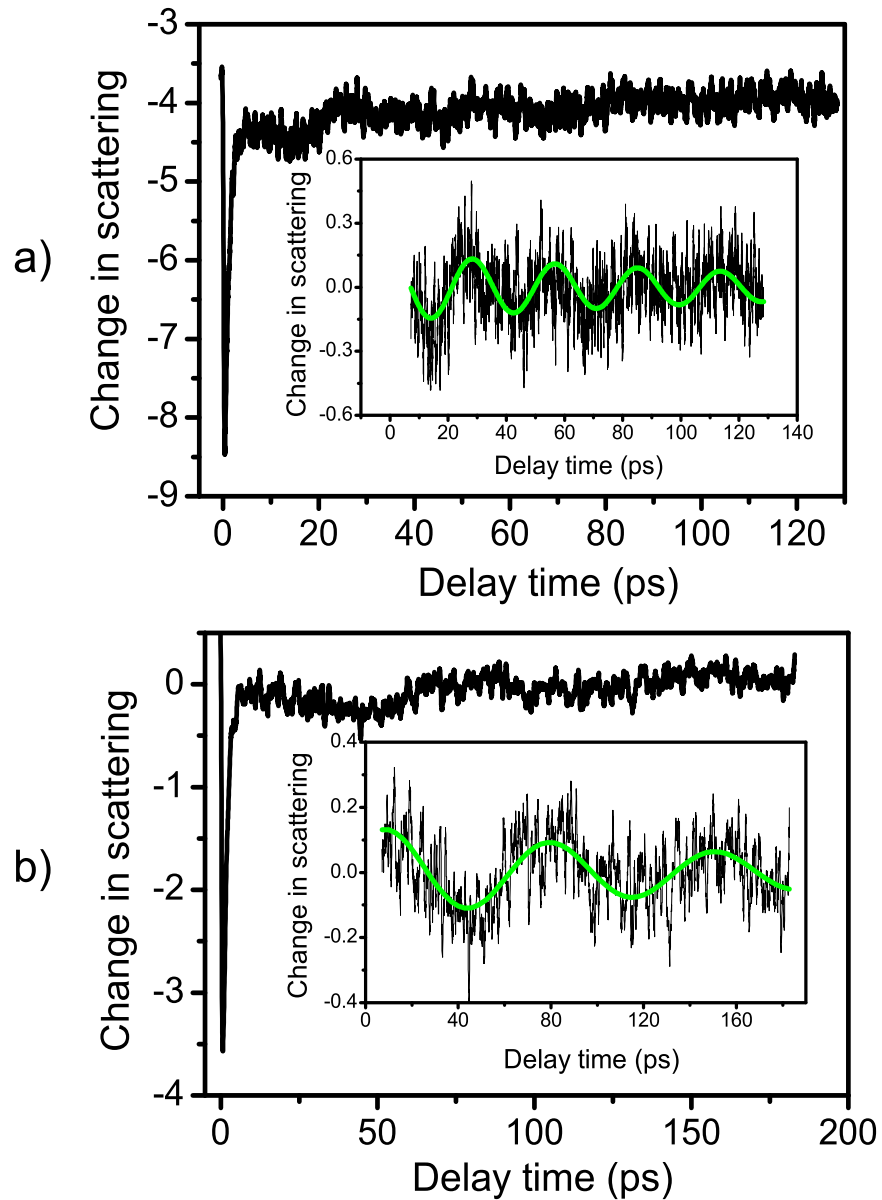 a)
Change in scattering
-3
-4
-5
-6
-7
-8
-9
0 20 40 60 80 100 120
Delay time (ps)
Change in scattering
0.6
0.3
0.0
-0.3
-0.6
0 20 40 60 80 100 120 140
Delay time (ps)
b)
Change in scattering
0
-1
-2
-3
-4
0 50 100 150 200
Delay time (ps)
Change in scattering
0.4
0.2
0.0
-0.2
-0.4
0 40 80 120 160
Delay time (ps)